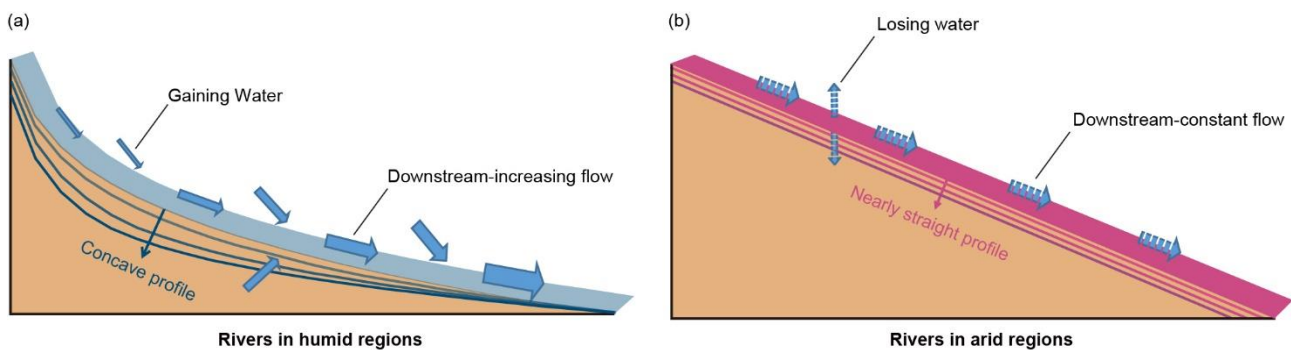 (a)
Gaining Water
Downstream-increasing flow
Concave profile
Rivers in humid regions
(b)
Losing water
Downstream-constant flow
Nearly straight profile
Rivers in arid regions